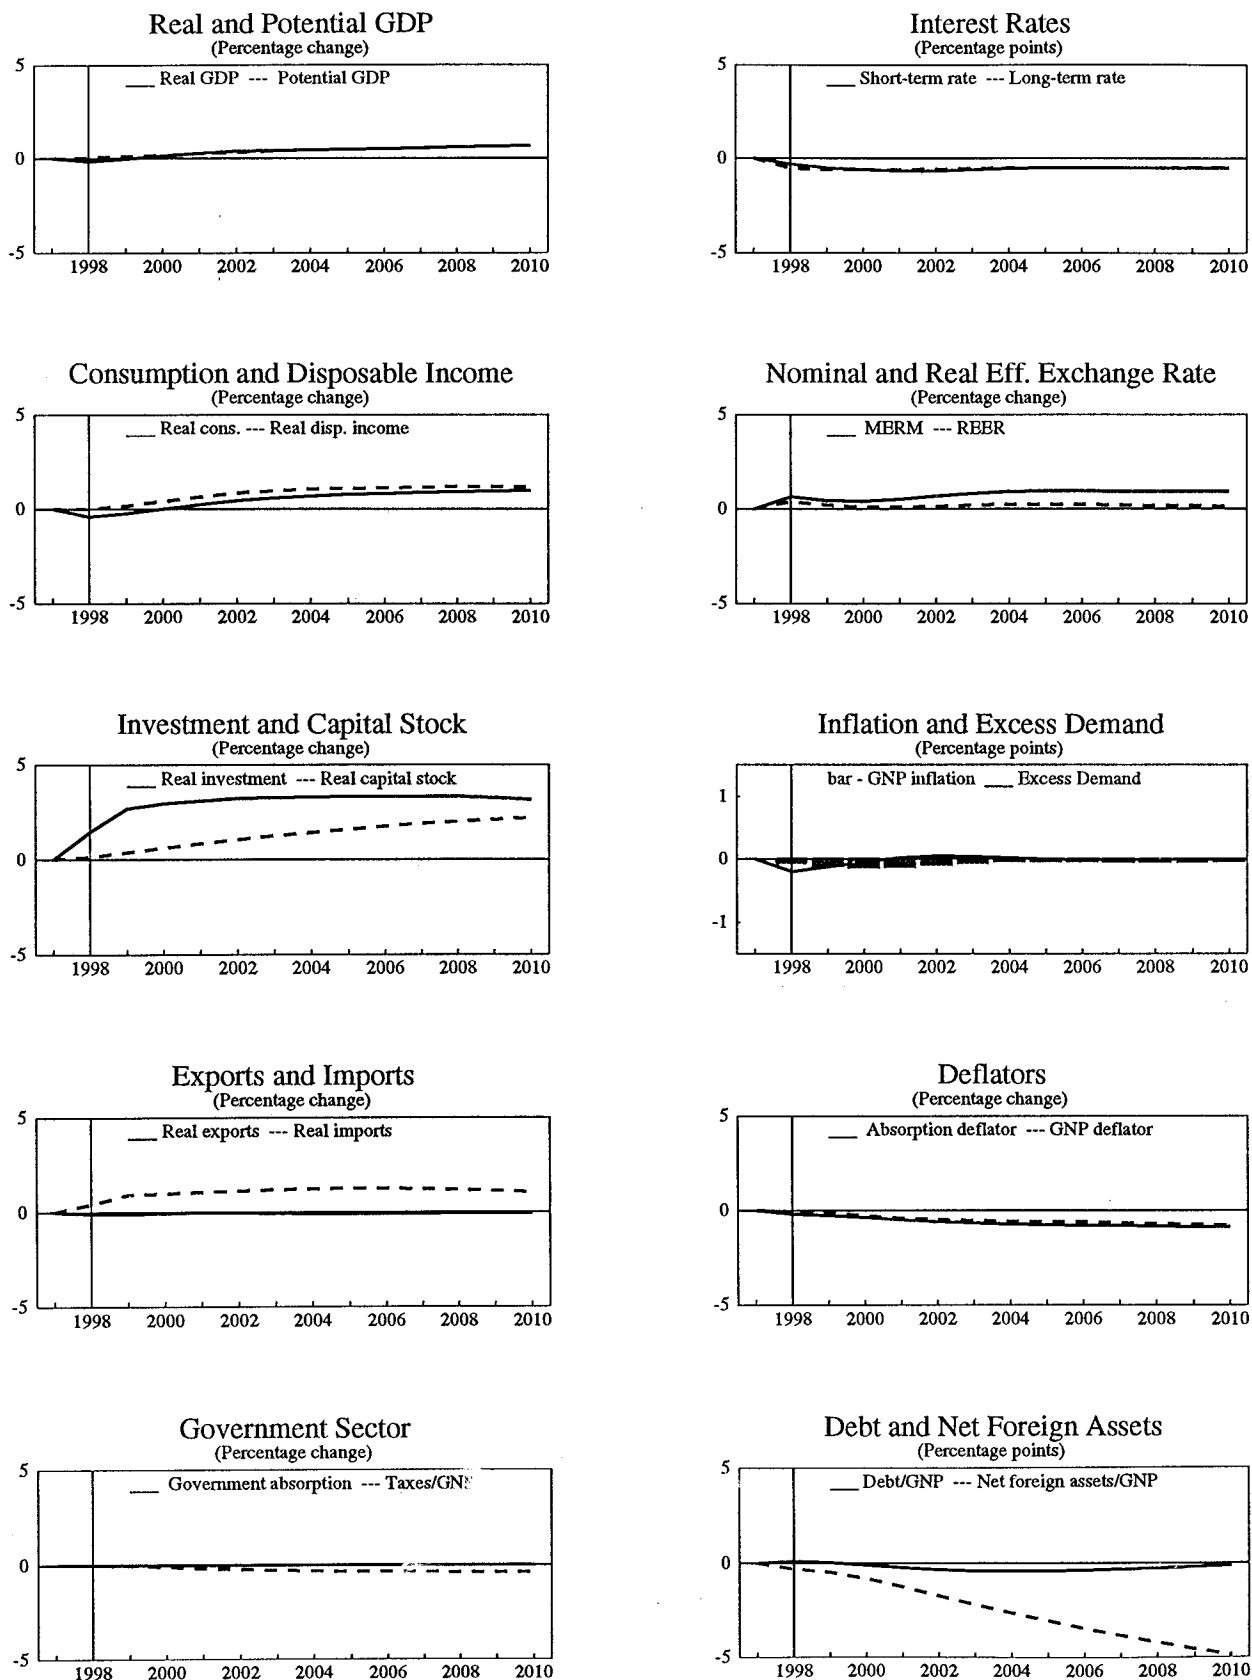 Real and Potential GDP
(Percentage change)
5
Real GDP --- Potential GDP
0
-5
1998 2000 2002 2004 2006 2008 2010
Interest Rates
(Percentage points)
5
Short-term rate --- Long-term rate
0
-5
1998 2000 2002 2004 2006 2008 2010
Consumption and Disposable Income
(Percentage change)
5
Real cons. --- Real disp. income
0
-5
1998 2000 2002 2004 2006 2008 2010
Nominal and Real Eff. Exchange Rate
(Percentage change)
5
MERM --- REER
0
-5
1998 2000 2002 2004 2006 2008 2010
Investment and Capital Stock
(Percentage change)
5
Real investment --- Real capital stock
0
-5
1998 2000 2002 2004 2006 2008 2010
Inflation and Excess Demand
(Percentage points)
bar - GNP inflation ___ Excess Demand
1
0
-1
1998 2000 2002 2004 2006 2008 2010
Exports and Imports
(Percentage change)
5
Real exports --- Real imports
0
-5
1998 2000 2002 2004 2006 2008 2010
Deflators
(Percentage change)
5
Absorption deflator --- GNP deflator
0
-5
1998 2000 2002 2004 2006 2008 2010
Government Sector
(Percentage change)
5
Government absorption --- Taxes/GN
0
-5
1998 2000 2002 2004 2006 2008 2010
Debt and Net Foreign Assets
(Percentage points)
5
Debt/GNP --- Net foreign assets/GNP
0
-5
1998 2000 2002 2004 2006 2008 2010